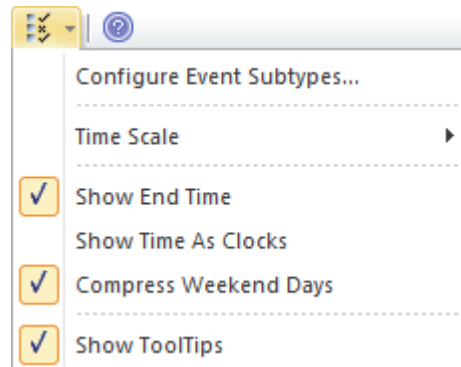 Configure Event Subtypes...
Time Scale
Show End Time
Show Time As Clocks
Compress Weekend Days
Show ToolTips